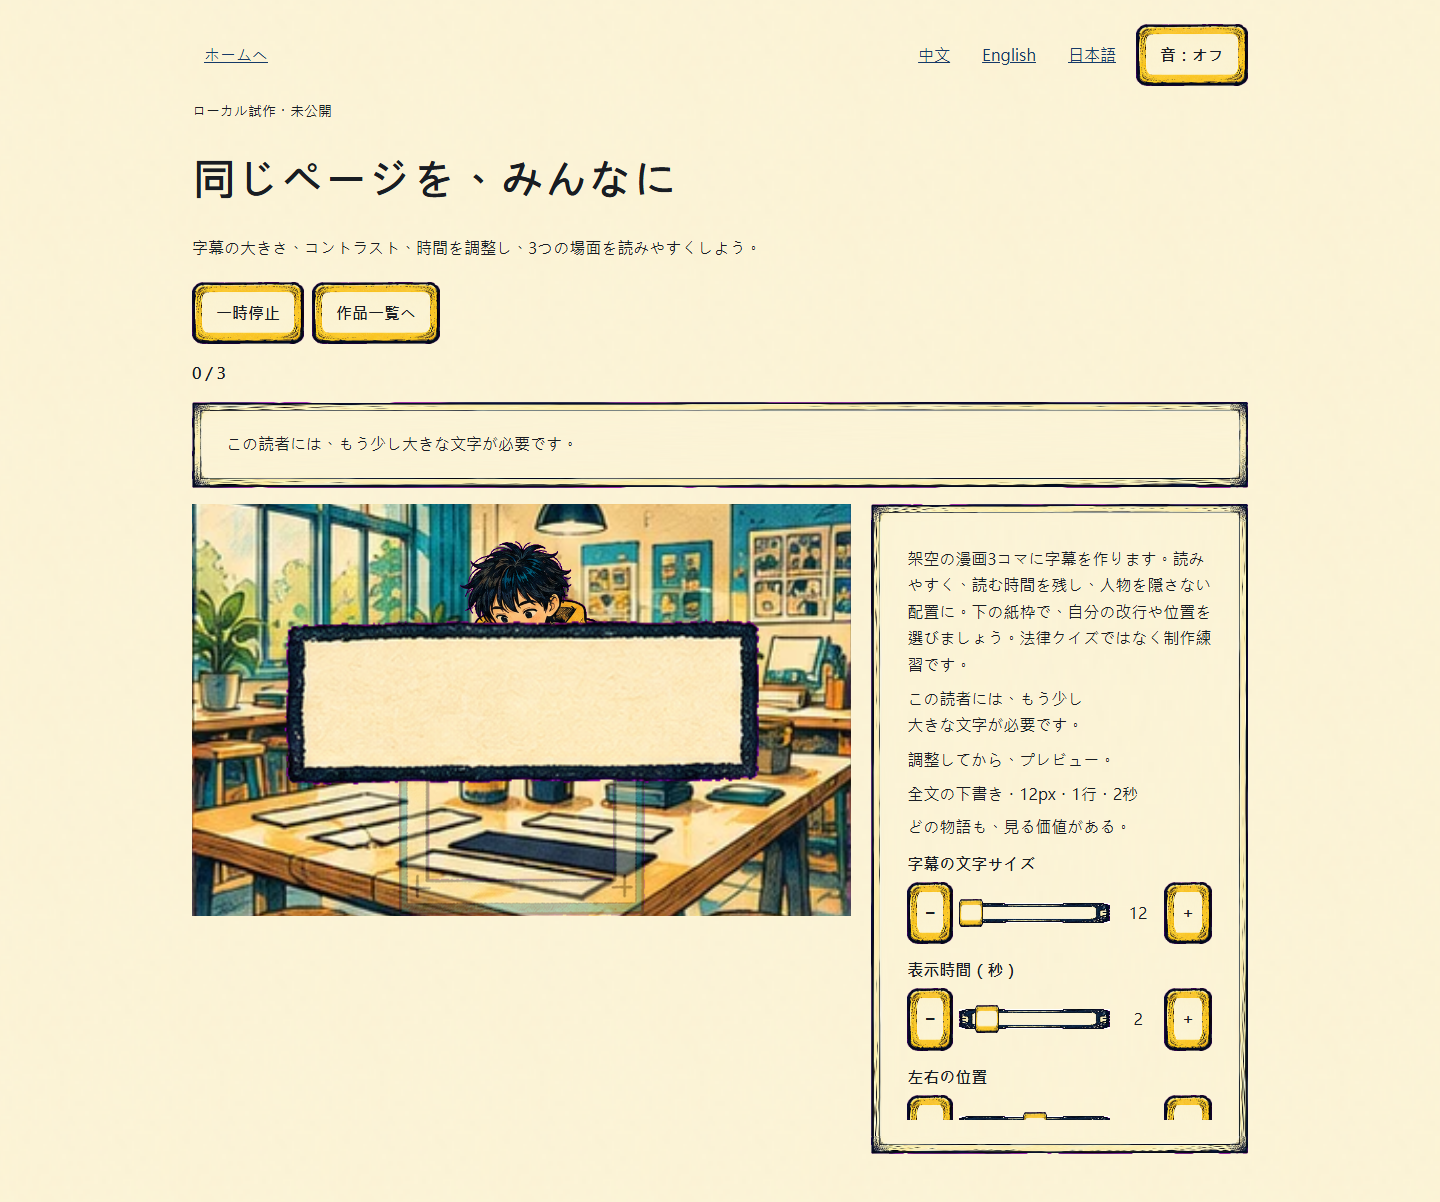 ホームへ
中文 English 日本語 音：オフ
ローカル試作・未公開
同じページを、みんなに
字幕の大きさ、コントラスト、時間を調整し、3つの場面を読みやすくしよう。
一時停止 作品一覧へ
0 / 3
この読者には、もう少し大きな文字が必要です。
架空の漫画3コマに字幕を作ります。読み
やすく、読む時間を残し、人物を隠さない
配置に。下の紙枠で、自分の改行や位置を
選びましょう。法律クイズではなく制作練
習です。
この読者には、もう少し
大きな文字が必要です。
調整してから、プレビュー。
全文の下書き・12px・1行・2秒
どの物語も、見る価値がある。
字幕の文字サイズ
− 12 +
表示時間（秒）
− 2 +
左右の位置